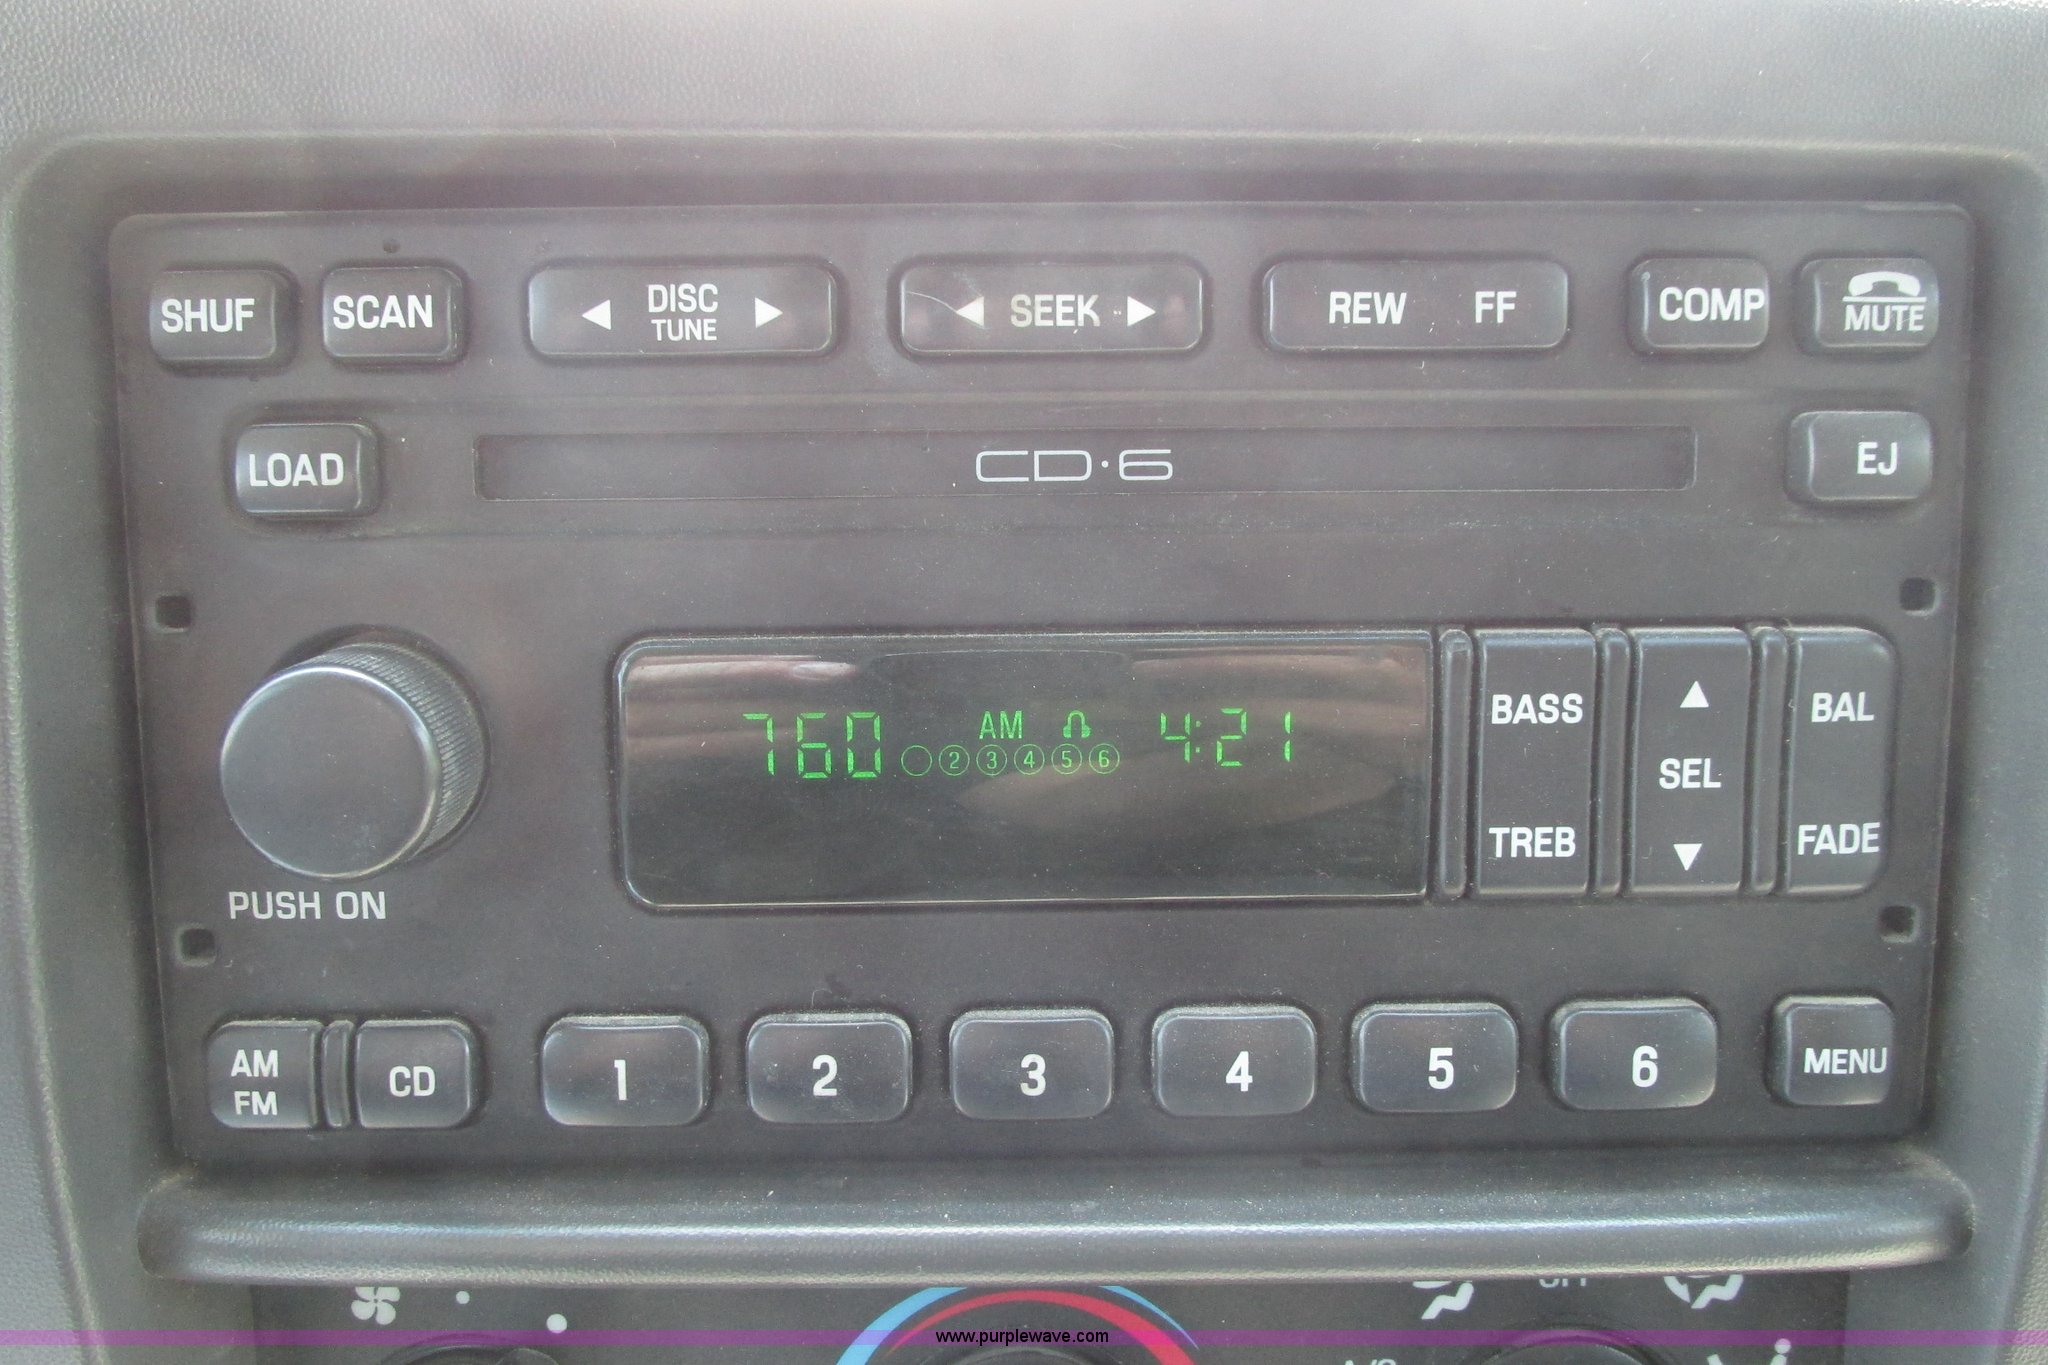 SHUF SCAN DISC SEEK REW FF COMP
TUNE MUTE
LOAD CD·6 EJ
760 AM 4:21
2 3 4 5 6
BASS BAL
SEL
TREB FADE
PUSH ON
AM CD 1 2 3 4 5 6 MENU
FM
www.purplewave.com